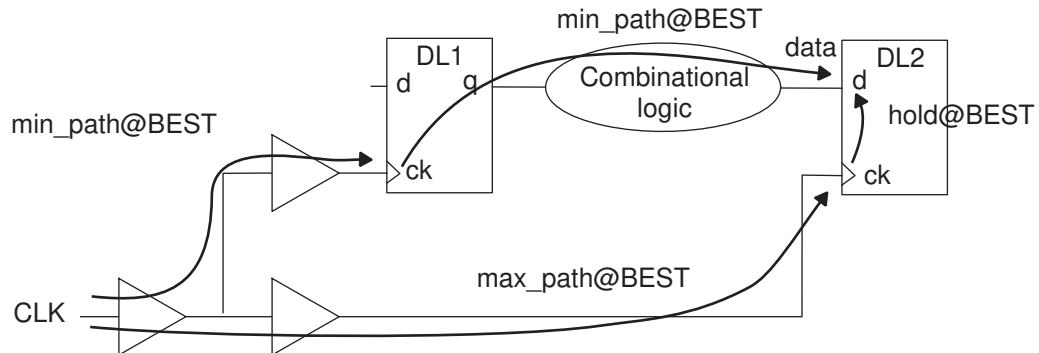 min_path@BEST
data
DL1
DL2
q
d
Combinational
logic
d
hold@BEST
min_path@BEST
ck
ck
max_path@BEST
CLK